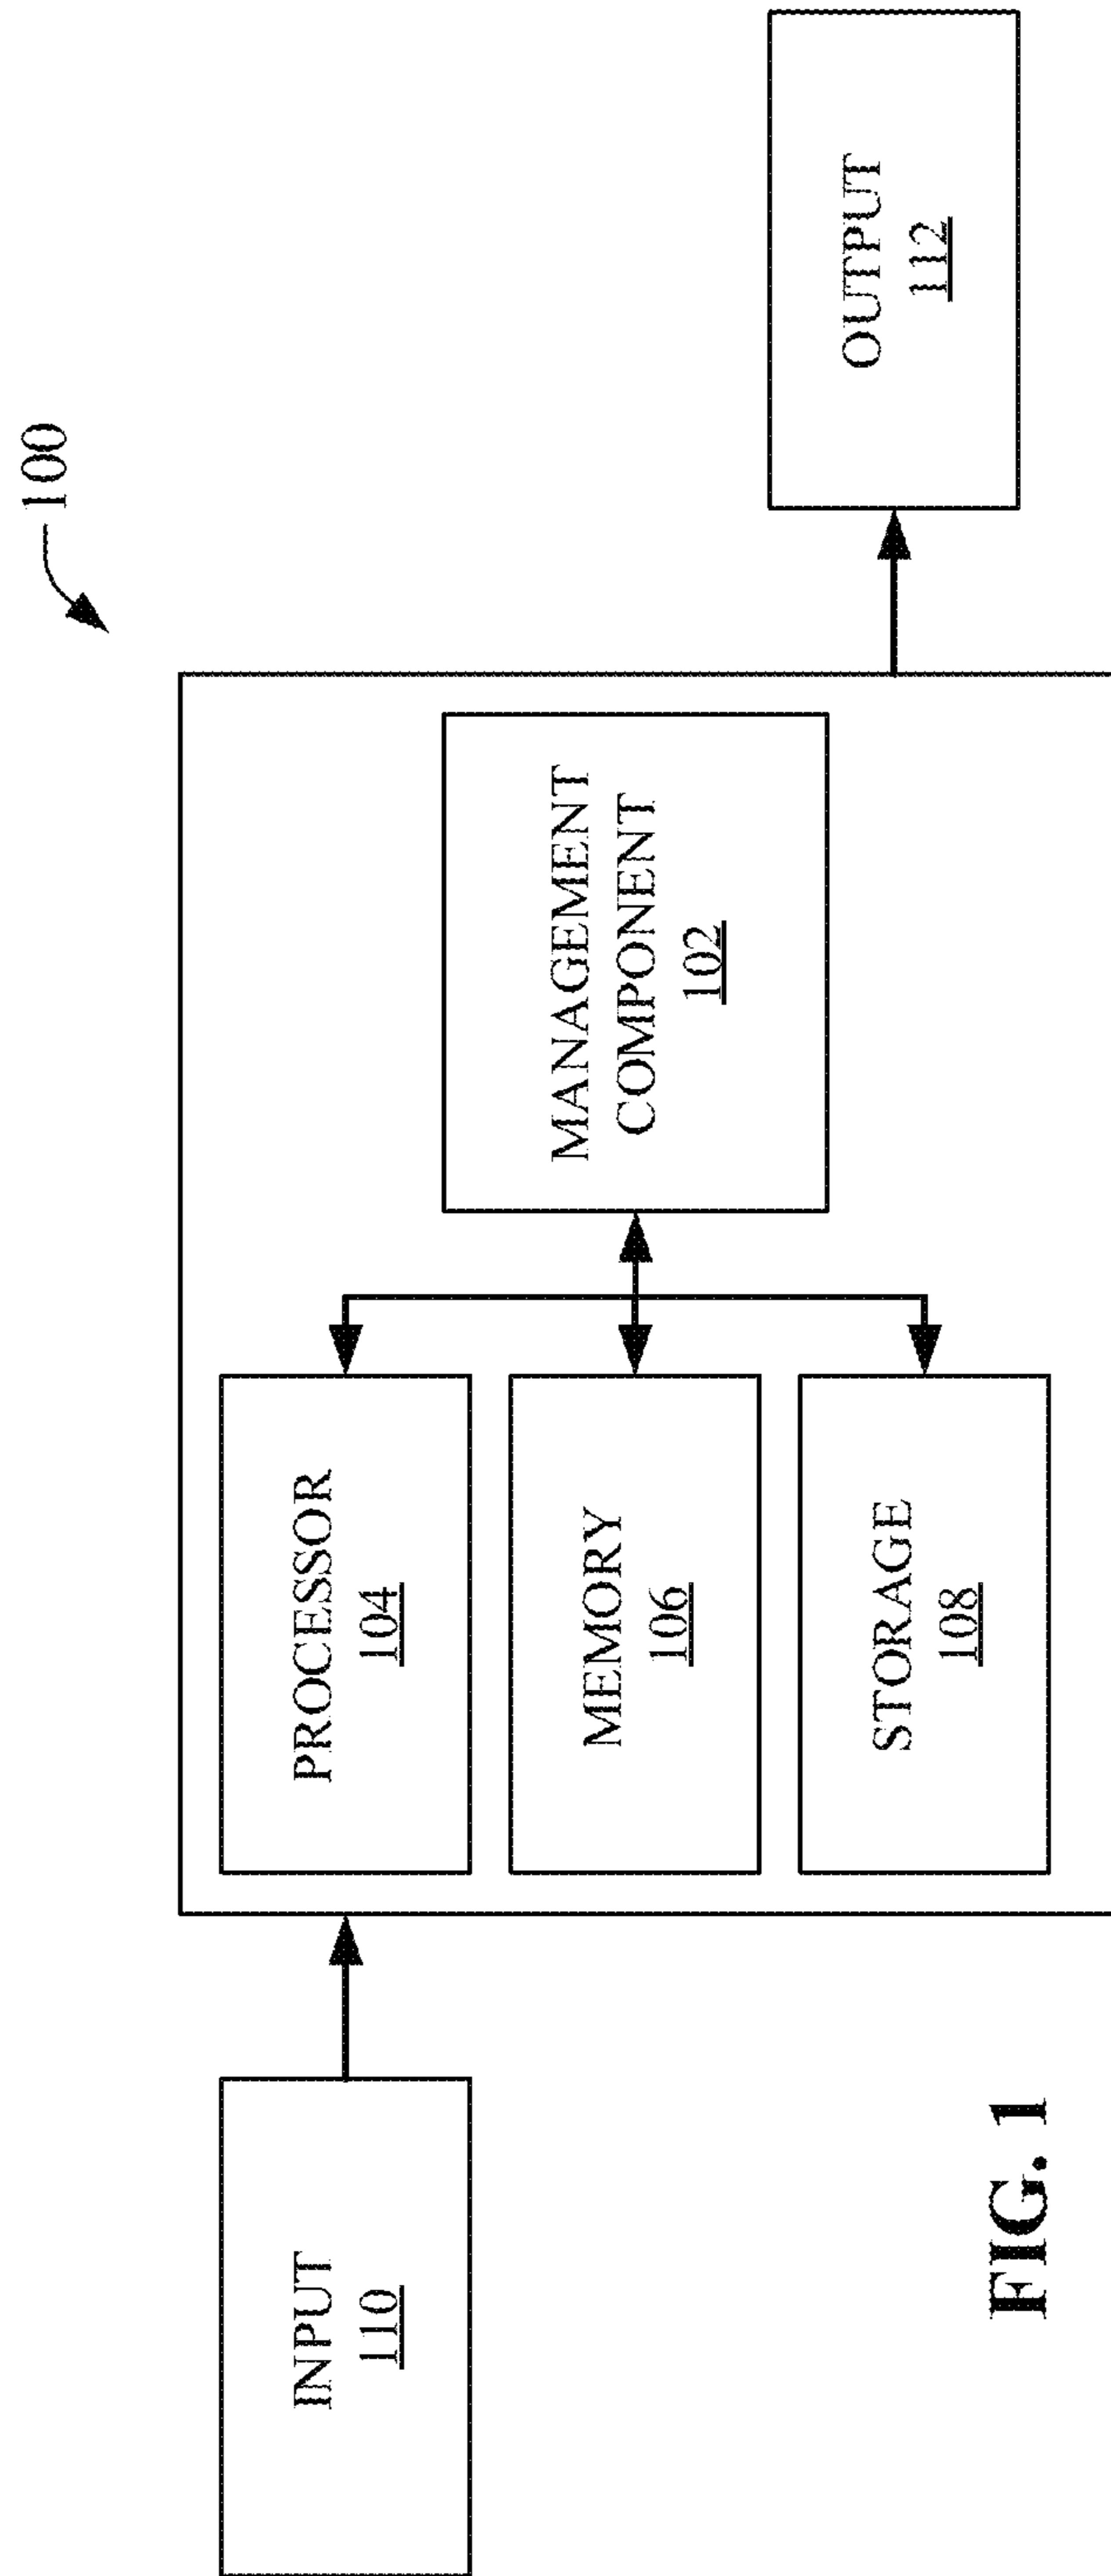 100
INPUT
110
PROCESSOR
104
MEMORY
106
STORAGE
108
MANAGEMENT
COMPONENT
102
OUTPUT
112
FIG. 1